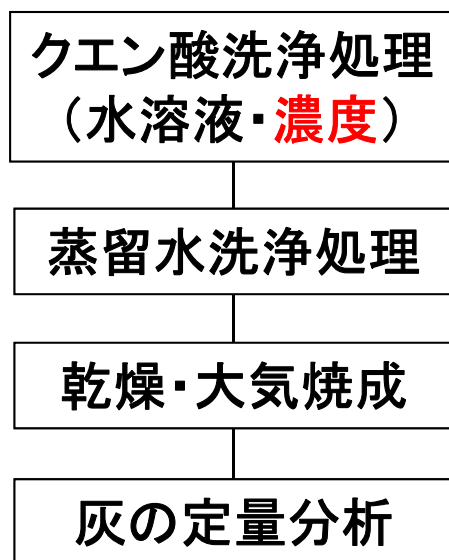 クエン酸洗浄処理
（水溶液・濃度）
蒸留水洗浄処理
乾燥・大気焼成
灰の定量分析